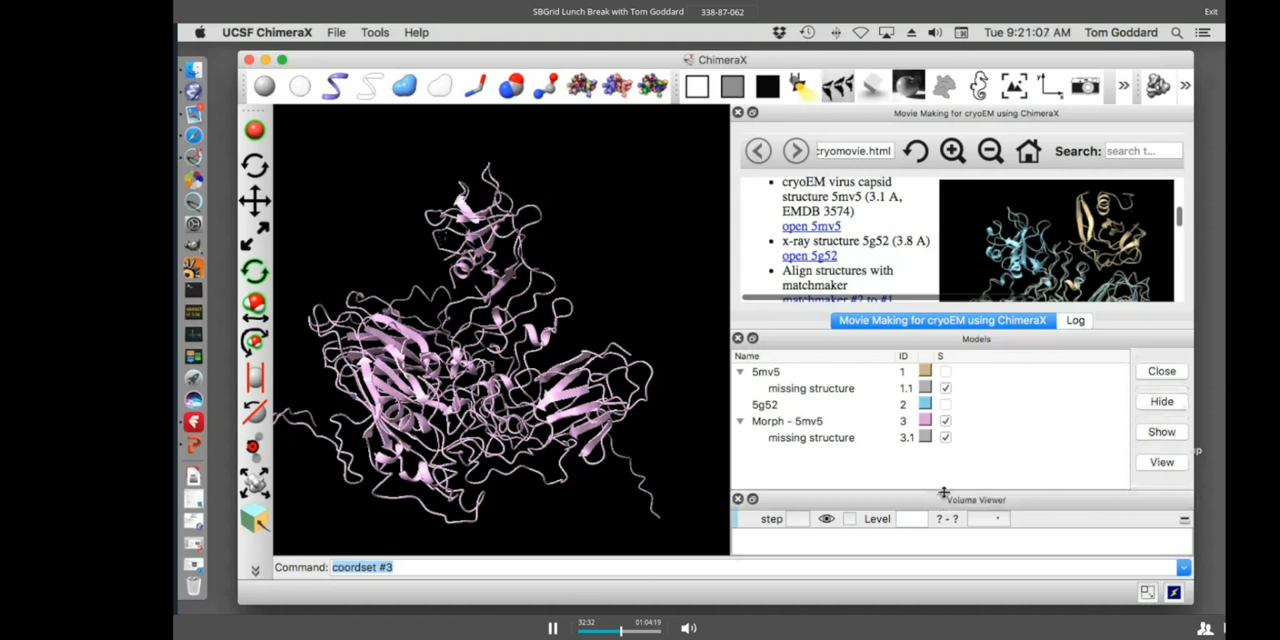 SBGrid Lunch Break with Tom Goddard
338-87-062
Exit
UCSF ChimeraX File Tools Help
Tue 9:21:07 AM Tom Goddard
ChimeraX
Movie Making for cryoEM using ChimeraX
cryomovie.html
Search: search t...
cryoEM virus capsid
structure 5mv5 (3.1 A,
EMDB 3574)
open 5mv5
x-ray structure 5g52 (3.8 A)
open 5g52
Align structures with
matchmaker
matchmaker #2 to #1
Movie Making for cryoEM using ChimeraX Log
Models
Name ID S
5mv5 1
missing structure 1.1
5g52 2
Morph - 5mv5 3
missing structure 3.1
Close
Hide
Show
View
Volume Viewer
step Level ? - ?
Command: coordset #3
32:32 01:04:19